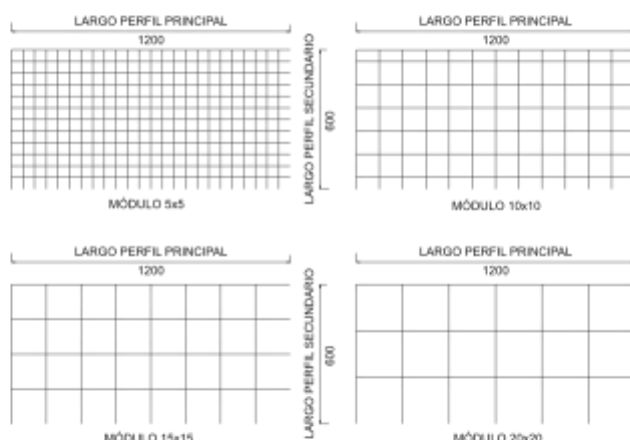 LARGO PERFIL PRINCIPAL
1200
LARGO PERFIL SECUNDARIO
600
MÓDULO 5x5
LARGO PERFIL PRINCIPAL
1200
MÓDULO 10x10
LARGO PERFIL PRINCIPAL
1200
LARGO PERFIL SECUNDARIO
600
MÓDULO 15x15
LARGO PERFIL PRINCIPAL
1200
MÓDULO 20x20